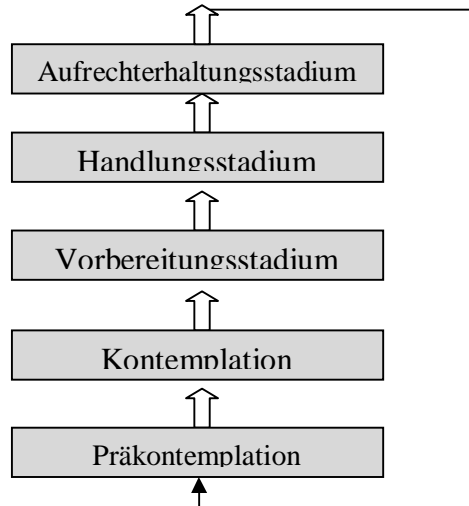 Aufrechterhaltungsstadium
Handlungsstadium
Vorbereitungsstadium
Kontemplation
Präkontemplation